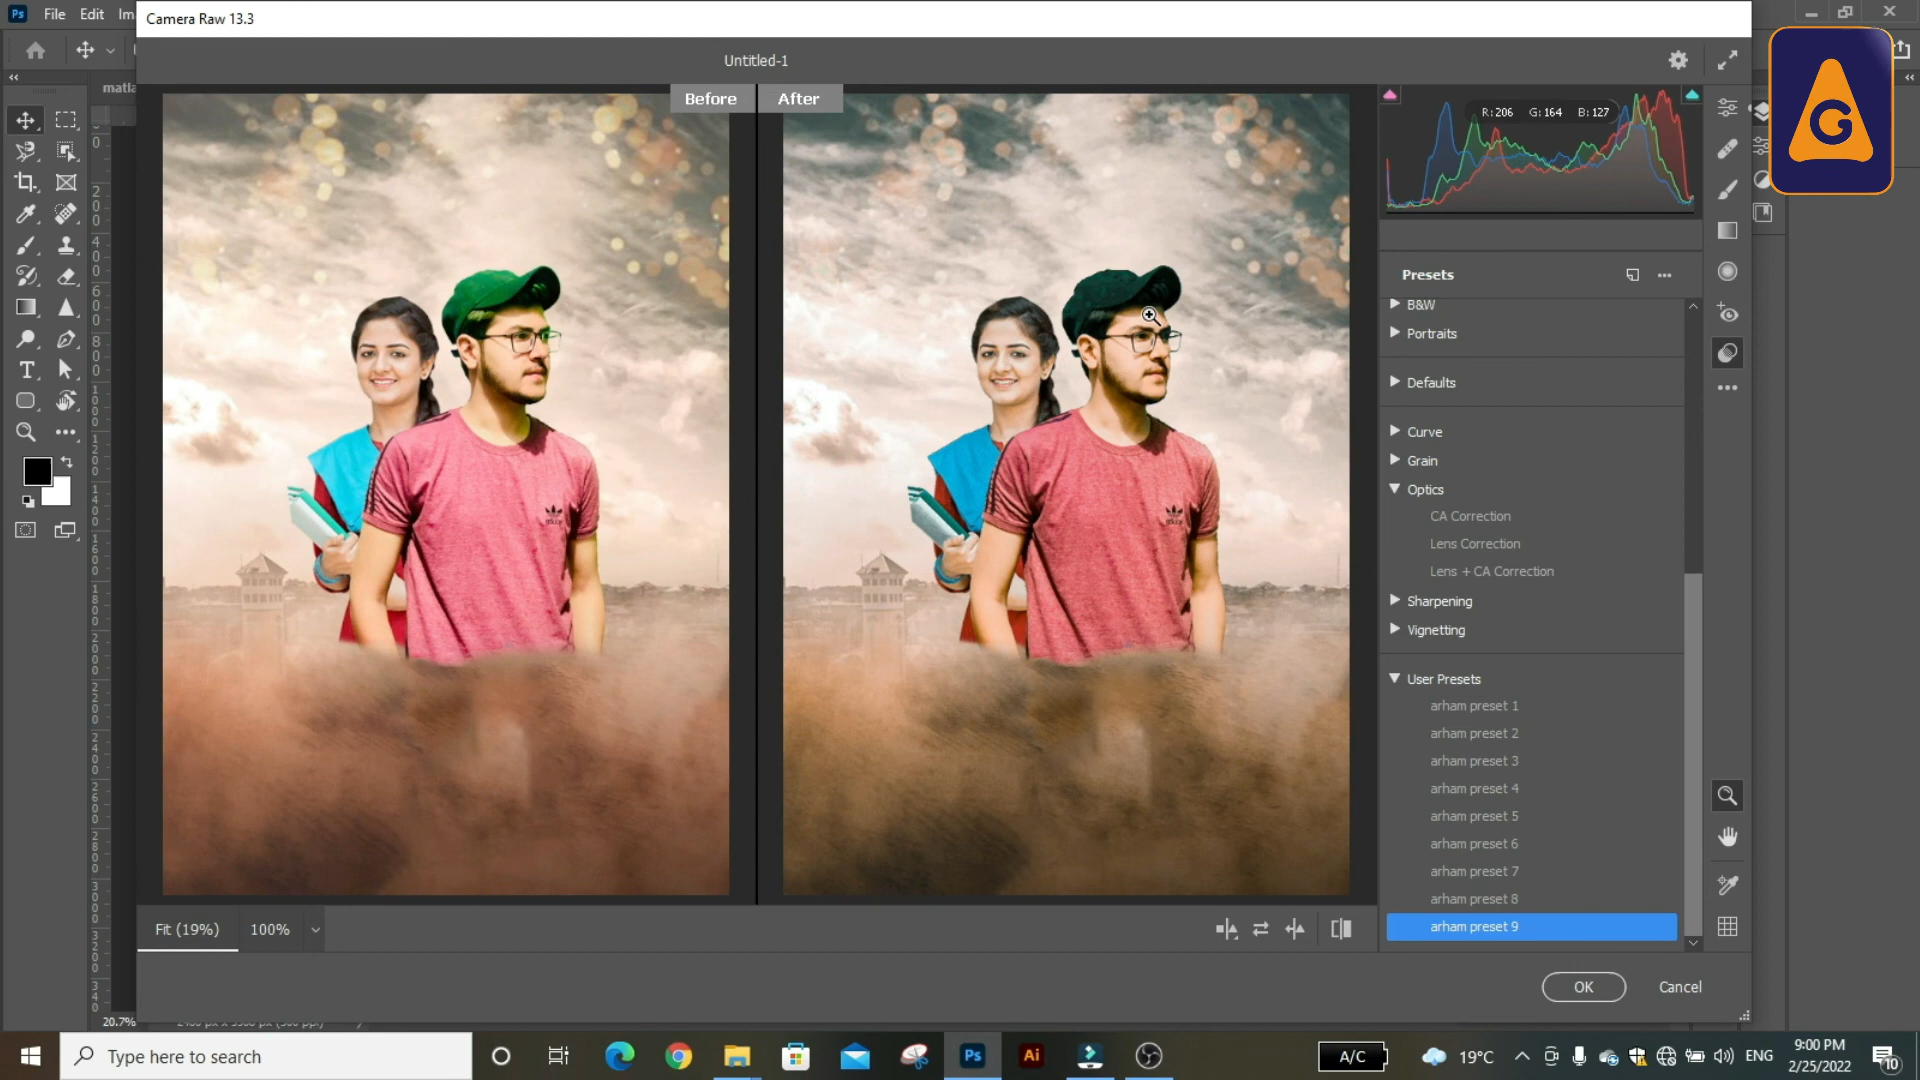 Ps File Edit Im
Camera Raw 13.3
Untitled-1
matla
Before
After
R: 206 G: 164 B: 127
G
Presets
B&W
Portraits
Defaults
Curve
Grain
Optics
CA Correction
Lens Correction
Lens + CA Correction
Sharpening
Vignetting
User Presets
arham preset 1
arham preset 2
arham preset 3
arham preset 4
arham preset 5
arham preset 6
arham preset 7
arham preset 8
arham preset 9
Fit (19%)
100%
OK
Cancel
20.7%
Type here to search
Ps
Ai
A/C
19°C
ENG
9:00 PM
2/25/2022
10